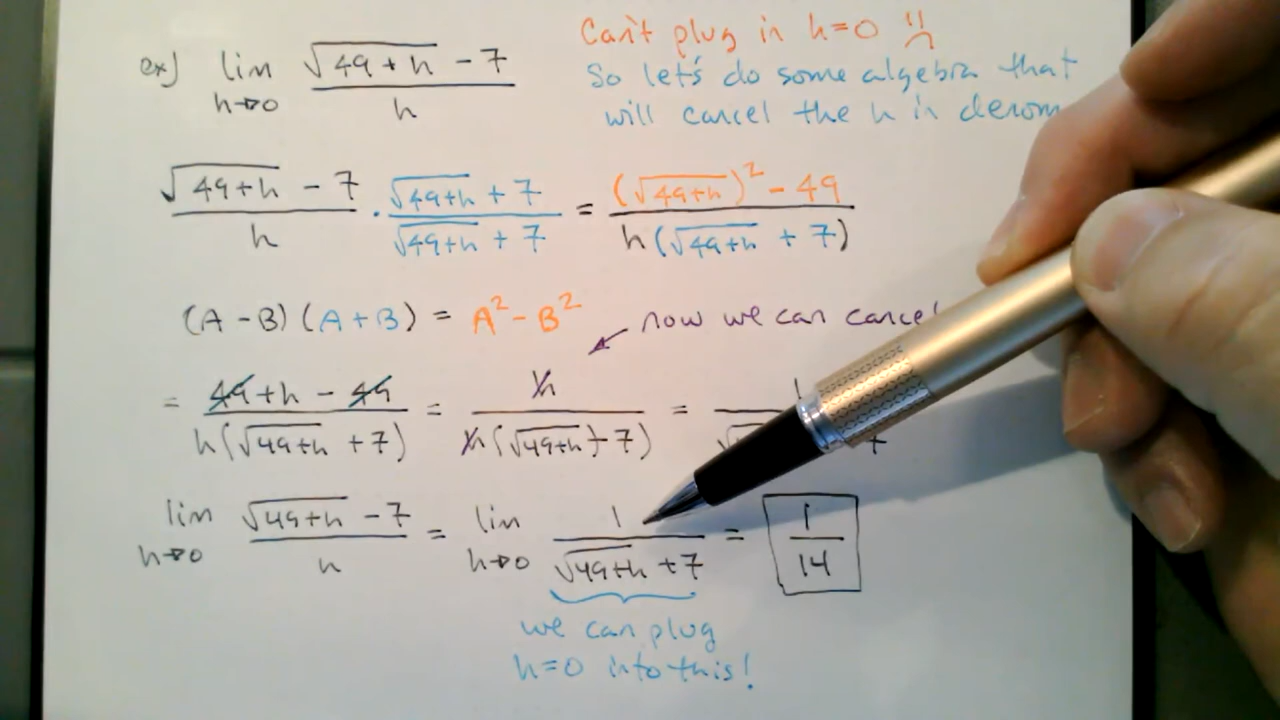 ex) lim h→0 (√(49+h) - 7)/h
Can't plug in h=0 :(
So let's do some algebra that
will cancel the h in denom
(√(49+h) - 7)/h · (√(49+h) + 7)/(√(49+h) + 7) = ((√(49+h))² - 49)/(h(√(49+h) + 7))
(A - B)(A + B) = A² - B²
now we can cancel
= (49+h - 49)/(h(√(49+h) + 7)) = h/(h(√(49+h) + 7)) = 1/
lim h→0 (√(49+h) - 7)/h = lim h→0 1/(√(49+h) + 7) = 1/14
we can plug
h=0 into this!